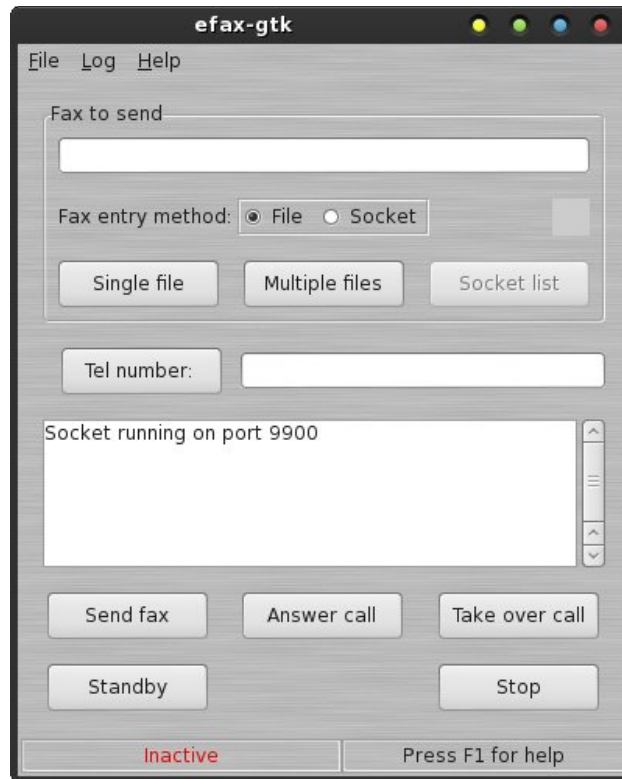 efax-gtk
File Log Help
Fax to send
Fax entry method: File Socket
Single file Multiple files Socket list
Tel number:
Socket running on port 9900
Send fax Answer call Take over call
Standby Stop
Inactive Press F1 for help